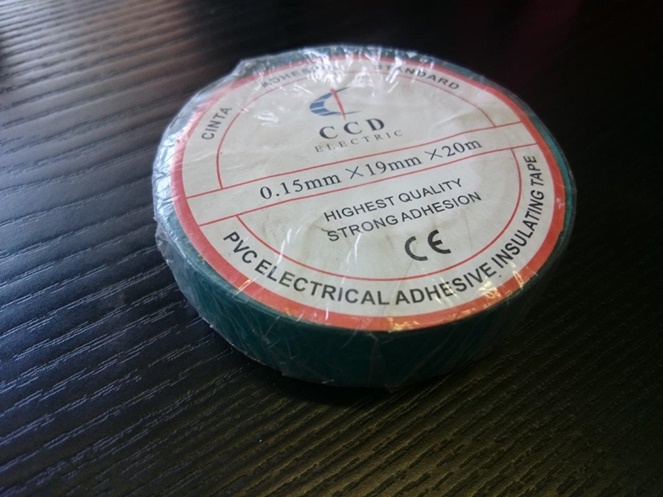 CINTA STANDARD
CCD
ELECTRIC
0.15mm×19mm×20m
HIGHEST QUALITY
STRONG ADHESION
CE
PVC ELECTRICAL ADHESIVE INSULATING TAPE